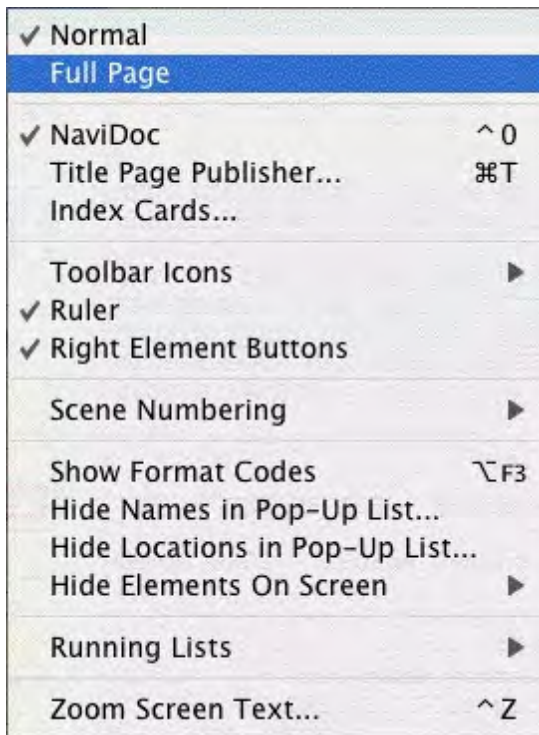 ✓ Normal
Full Page
✓ NaviDoc ^0
Title Page Publisher... ⌘T
Index Cards...
Toolbar Icons ▶
✓ Ruler
✓ Right Element Buttons
Scene Numbering ▶
Show Format Codes ⌥F3
Hide Names in Pop-Up List...
Hide Locations in Pop-Up List...
Hide Elements On Screen ▶
Running Lists ▶
Zoom Screen Text... ^Z